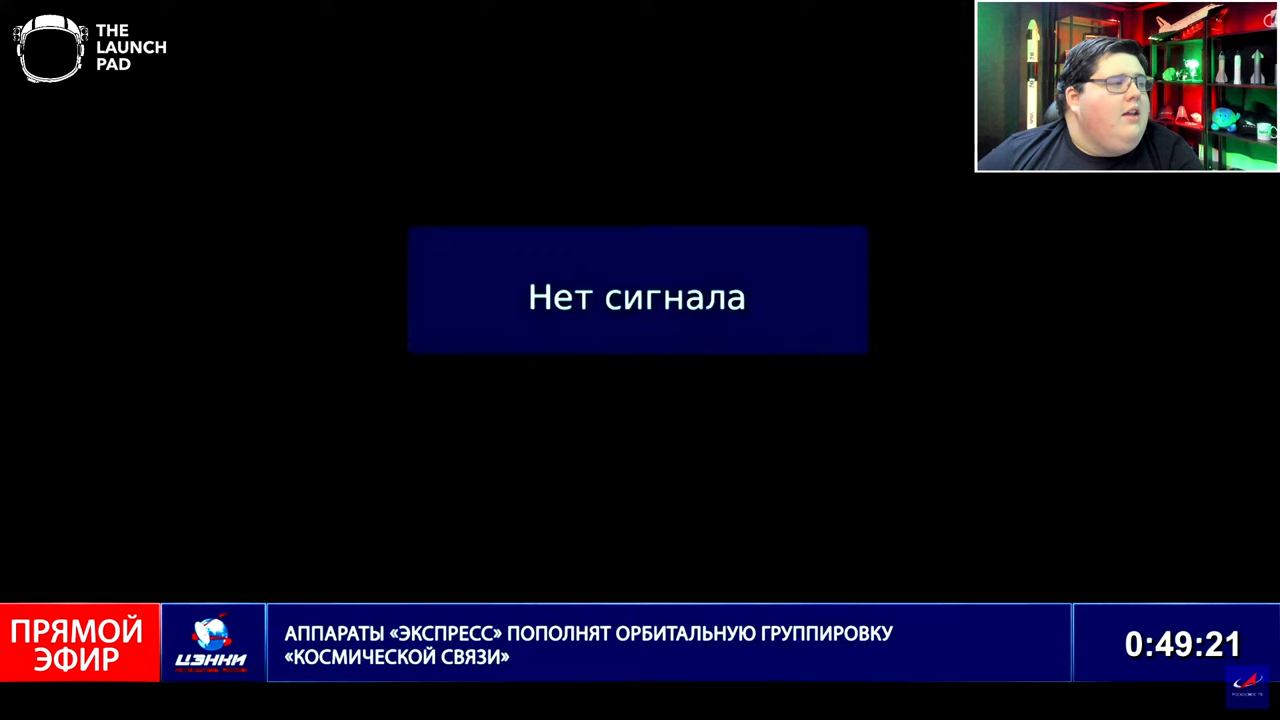 THE
LAUNCH
PAD
Нет сигнала
ПРЯМОЙ
ЭФИР
ЦЭННИ
АППАРАТЫ «ЭКСПРЕСС» ПОПОЛНЯТ ОРБИТАЛЬНУЮ ГРУППИРОВКУ
«КОСМИЧЕСКОЙ СВЯЗИ»
0:49:21